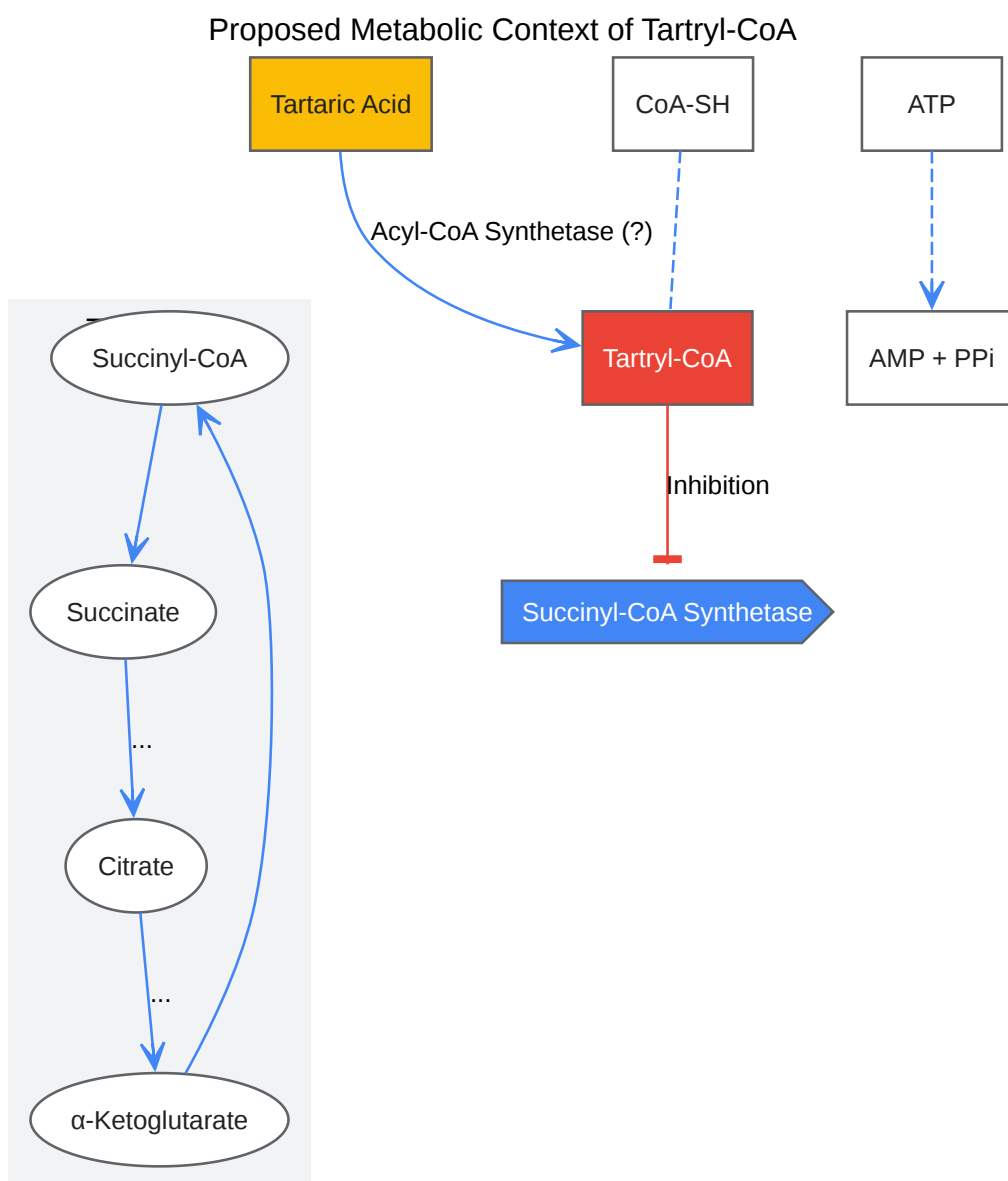 Proposed Metabolic Context of Tartryl-CoA
Tartaric Acid
CoA-SH
ATP
Acyl-CoA Synthetase (?)
Succinyl-CoA
Tartryl-CoA
AMP + PPi
Inhibition
Succinate
Succinyl-CoA Synthetase
...
Citrate
...
α-Ketoglutarate